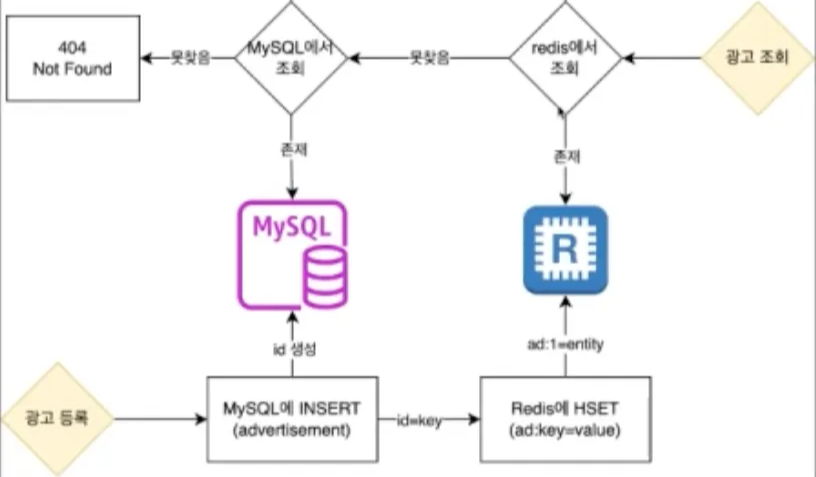 404
Not Found
못찾음
MySQL에서
조회
못찾음
redis에서
조회
광고 조회
존재
존재
MySQL
R
id 생성
ad:1=entity
광고 등록
MySQL에 INSERT
(advertisement)
id=key
Redis에 HSET
(ad:key=value)